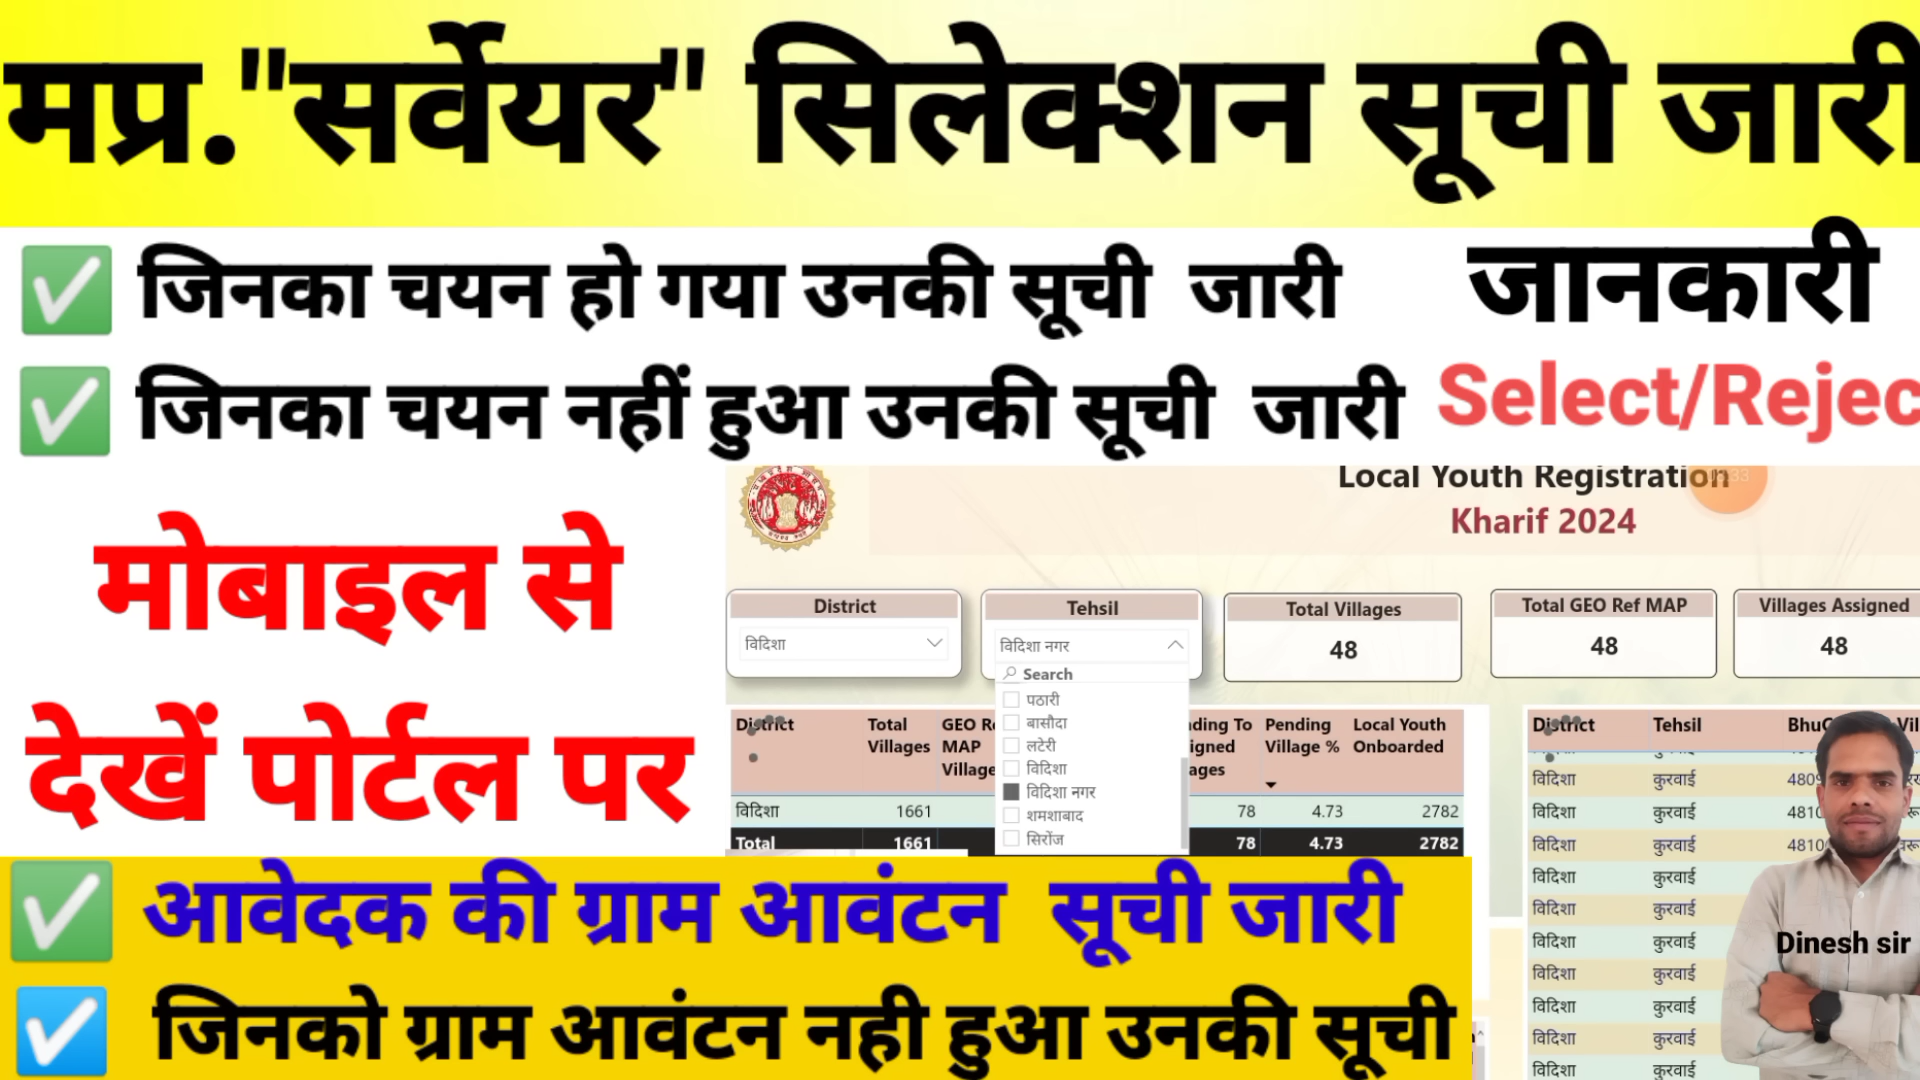 मप्र."सर्वेयर" सिलेक्शन सूची जारी
जिनका चयन हो गया उनकी सूची जारी
जानकारी
जिनका चयन नहीं हुआ उनकी सूची जारी
Select/Rejec
मोबाइल से
देखें पोर्टल पर
Local Youth Registration
Kharif 2024
District
विदिशा
Tehsil
विदिशा नगर
Search
पठारी
बासौदा
लटेरी
विदिशा
विदिशा नगर
शमशाबाद
सिरोंज
Total Villages
48
Total GEO Ref MAP
48
Villages Assigned
48
District Total Villages GEO MAP Pending Village % Local Youth Onboarded
विदिशा 1661 78 4.73 2782
Total 1661 78 4.73 2782
District Tehsil
विदिशा कुरवाई
विदिशा कुरवाई
विदिशा कुरवाई
विदिशा कुरवाई
विदिशा कुरवाई
विदिशा कुरवाई
विदिशा कुरवाई
विदिशा कुरवाई
विदिशा कुरवाई
विदिशा कुरवाई
Dinesh sir
आवेदक की ग्राम आवंटन सूची जारी
जिनको ग्राम आवंटन नही हुआ उनकी सूची